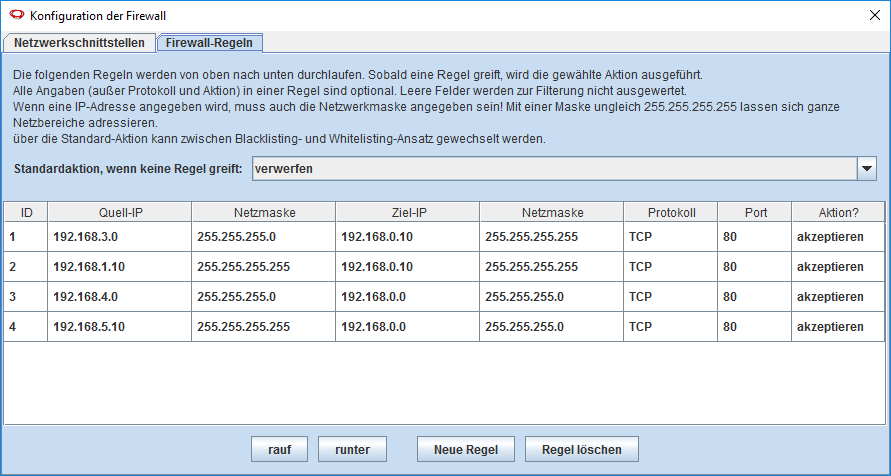 Konfiguration der Firewall
Netzwerkschnittstellen Firewall-Regeln
Die folgenden Regeln werden von oben nach unten durchlaufen. Sobald eine Regel greift, wird die gewählte Aktion ausgeführt.
Alle Angaben (außer Protokoll und Aktion) in einer Regel sind optional. Leere Felder werden zur Filterung nicht ausgewertet.
Wenn eine IP-Adresse angegeben wird, muss auch die Netzwerkmaske angegeben sein! Mit einer Maske ungleich 255.255.255.255 lassen sich ganze
Netzbereiche adressieren.
über die Standard-Aktion kann zwischen Blacklisting- und Whitelisting-Ansatz gewechselt werden.
Standardaktion, wenn keine Regel greift: verwerfen
ID Quell-IP Netzmaske Ziel-IP Netzmaske Protokoll Port Aktion?
1 192.168.3.0 255.255.255.0 192.168.0.10 255.255.255.255 TCP 80 akzeptieren
2 192.168.1.10 255.255.255.255 192.168.0.10 255.255.255.255 TCP 80 akzeptieren
3 192.168.4.0 255.255.255.0 192.168.0.0 255.255.255.0 TCP 80 akzeptieren
4 192.168.5.10 255.255.255.255 192.168.0.0 255.255.255.0 TCP 80 akzeptieren
rauf runter Neue Regel Regel löschen